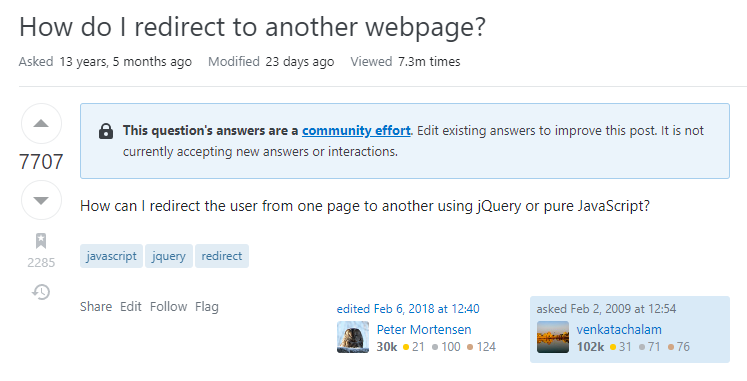 How do I redirect to another webpage?
Asked 13 years, 5 months ago Modified 23 days ago Viewed 7.3m times
7707
This question's answers are a community effort. Edit existing answers to improve this post. It is not
currently accepting new answers or interactions.
How can I redirect the user from one page to another using jQuery or pure JavaScript?
2285
javascript jquery redirect
Share Edit Follow Flag
edited Feb 6, 2018 at 12:40
Peter Mortensen
30k 21 100 124
asked Feb 2, 2009 at 12:54
venkatachalam
102k 31 71 76